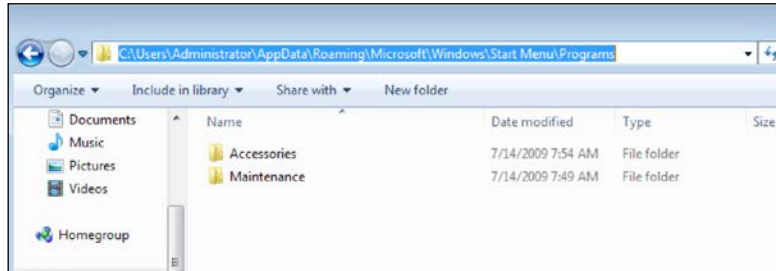 C:\Users\Administrator\AppData\Roaming\Microsoft\Windows\Start Menu\Programs
Organize Include in library Share with New folder
Documents
Music
Pictures
Videos
Homegroup
Name Date modified Type Size
Accessories 7/14/2009 7:54 AM File folder
Maintenance 7/14/2009 7:49 AM File folder